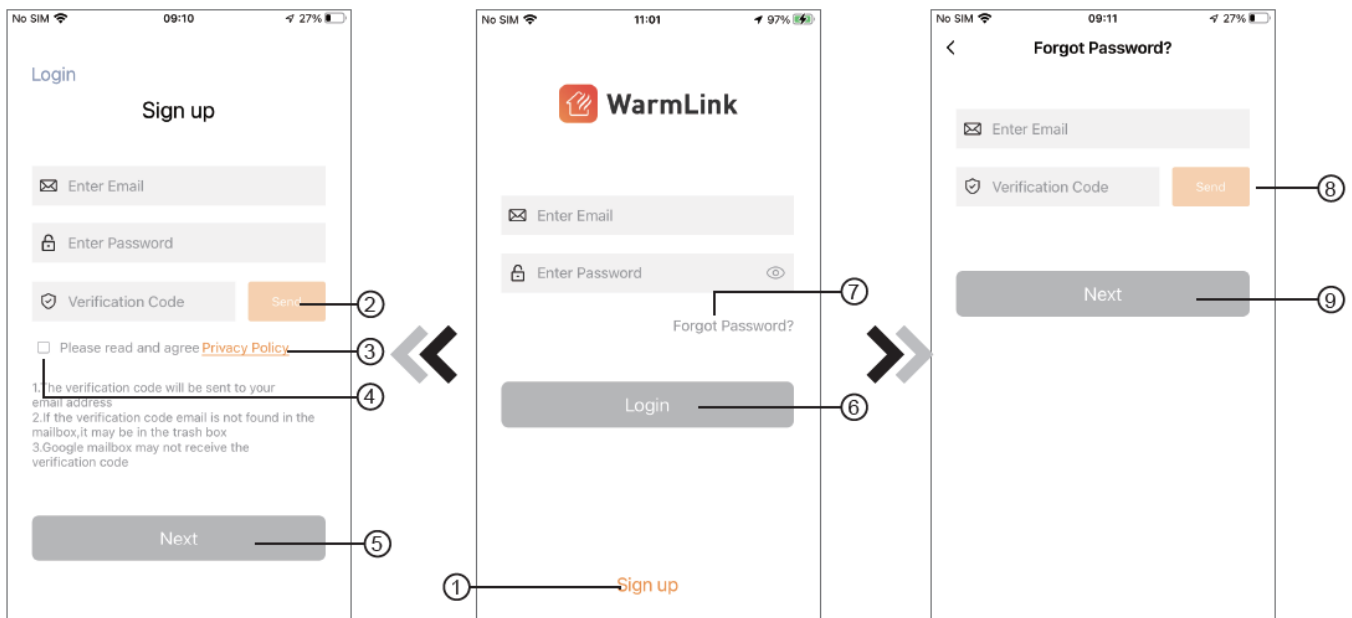 No SIM 09:10 27%
Login
Sign up
Enter Email
Enter Password
Verification Code Send
②
Please read and agree Privacy Policy
③
④
1.The verification code will be sent to your
email address
2.If the verification code email is not found in the
mailbox,it may be in the trash box
3.Google mailbox may not receive the
verification code
Next
⑤
No SIM 11:01 97%
WarmLink
Enter Email
Enter Password
⑦
Forgot Password?
Login
⑥
①
Sign up
No SIM 09:11 27%
Forgot Password?
Enter Email
Verification Code Send
⑧
Next
⑨